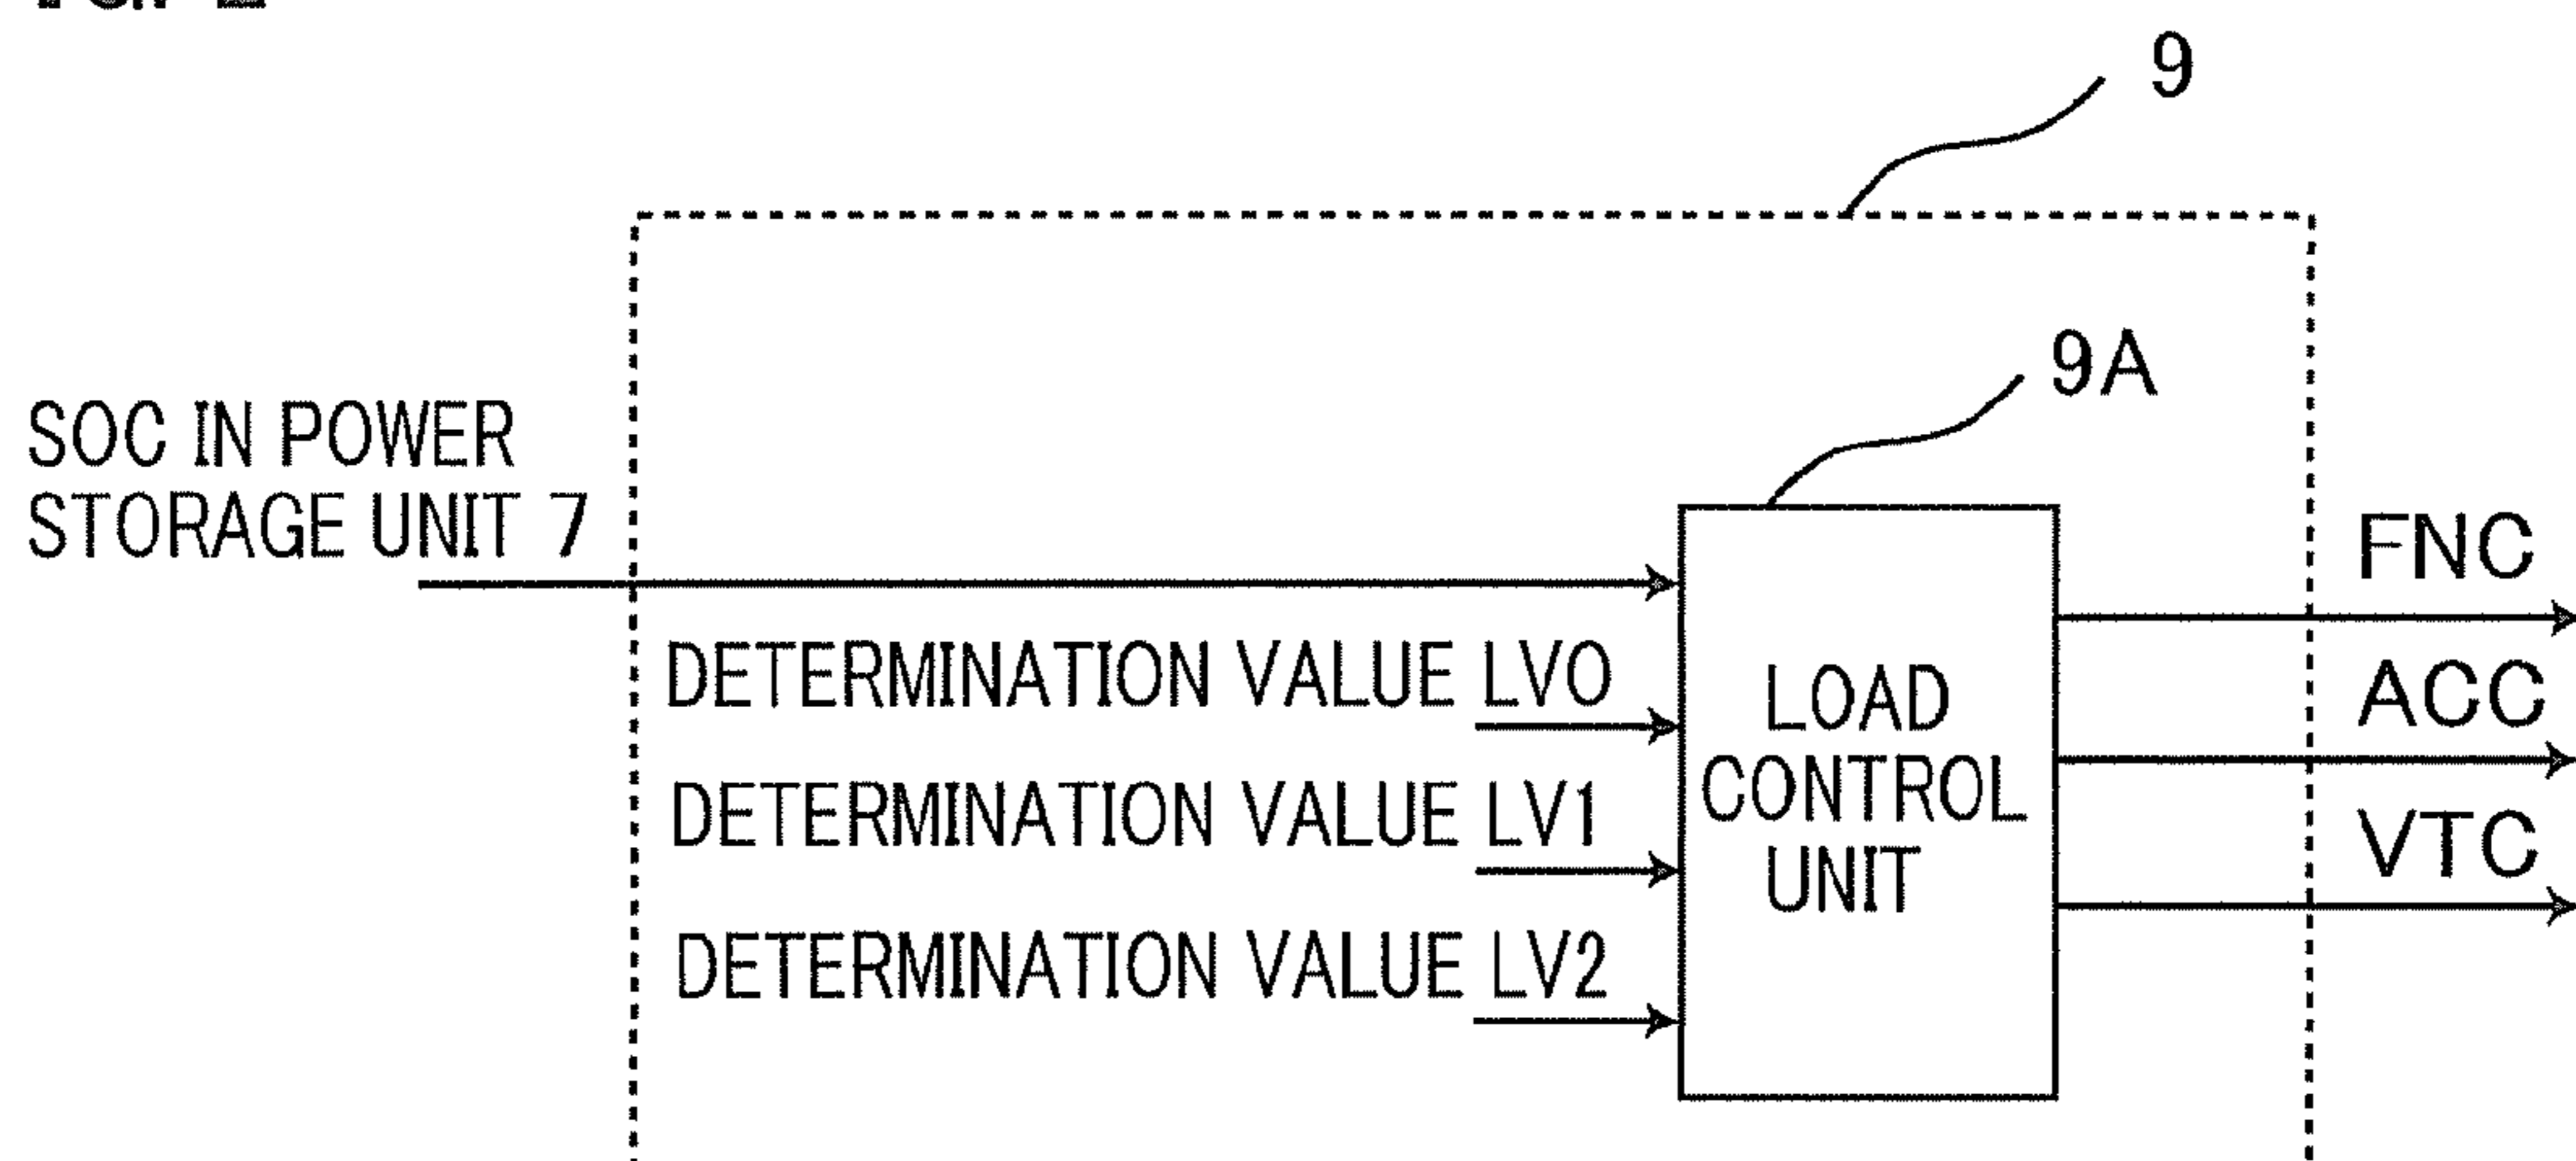 9
9A
SOC IN POWER
STORAGE UNIT 7
FNC
DETERMINATION VALUE LV0
LOAD
ACC
DETERMINATION VALUE LV1
CONTROL
VTC
UNIT
DETERMINATION VALUE LV2